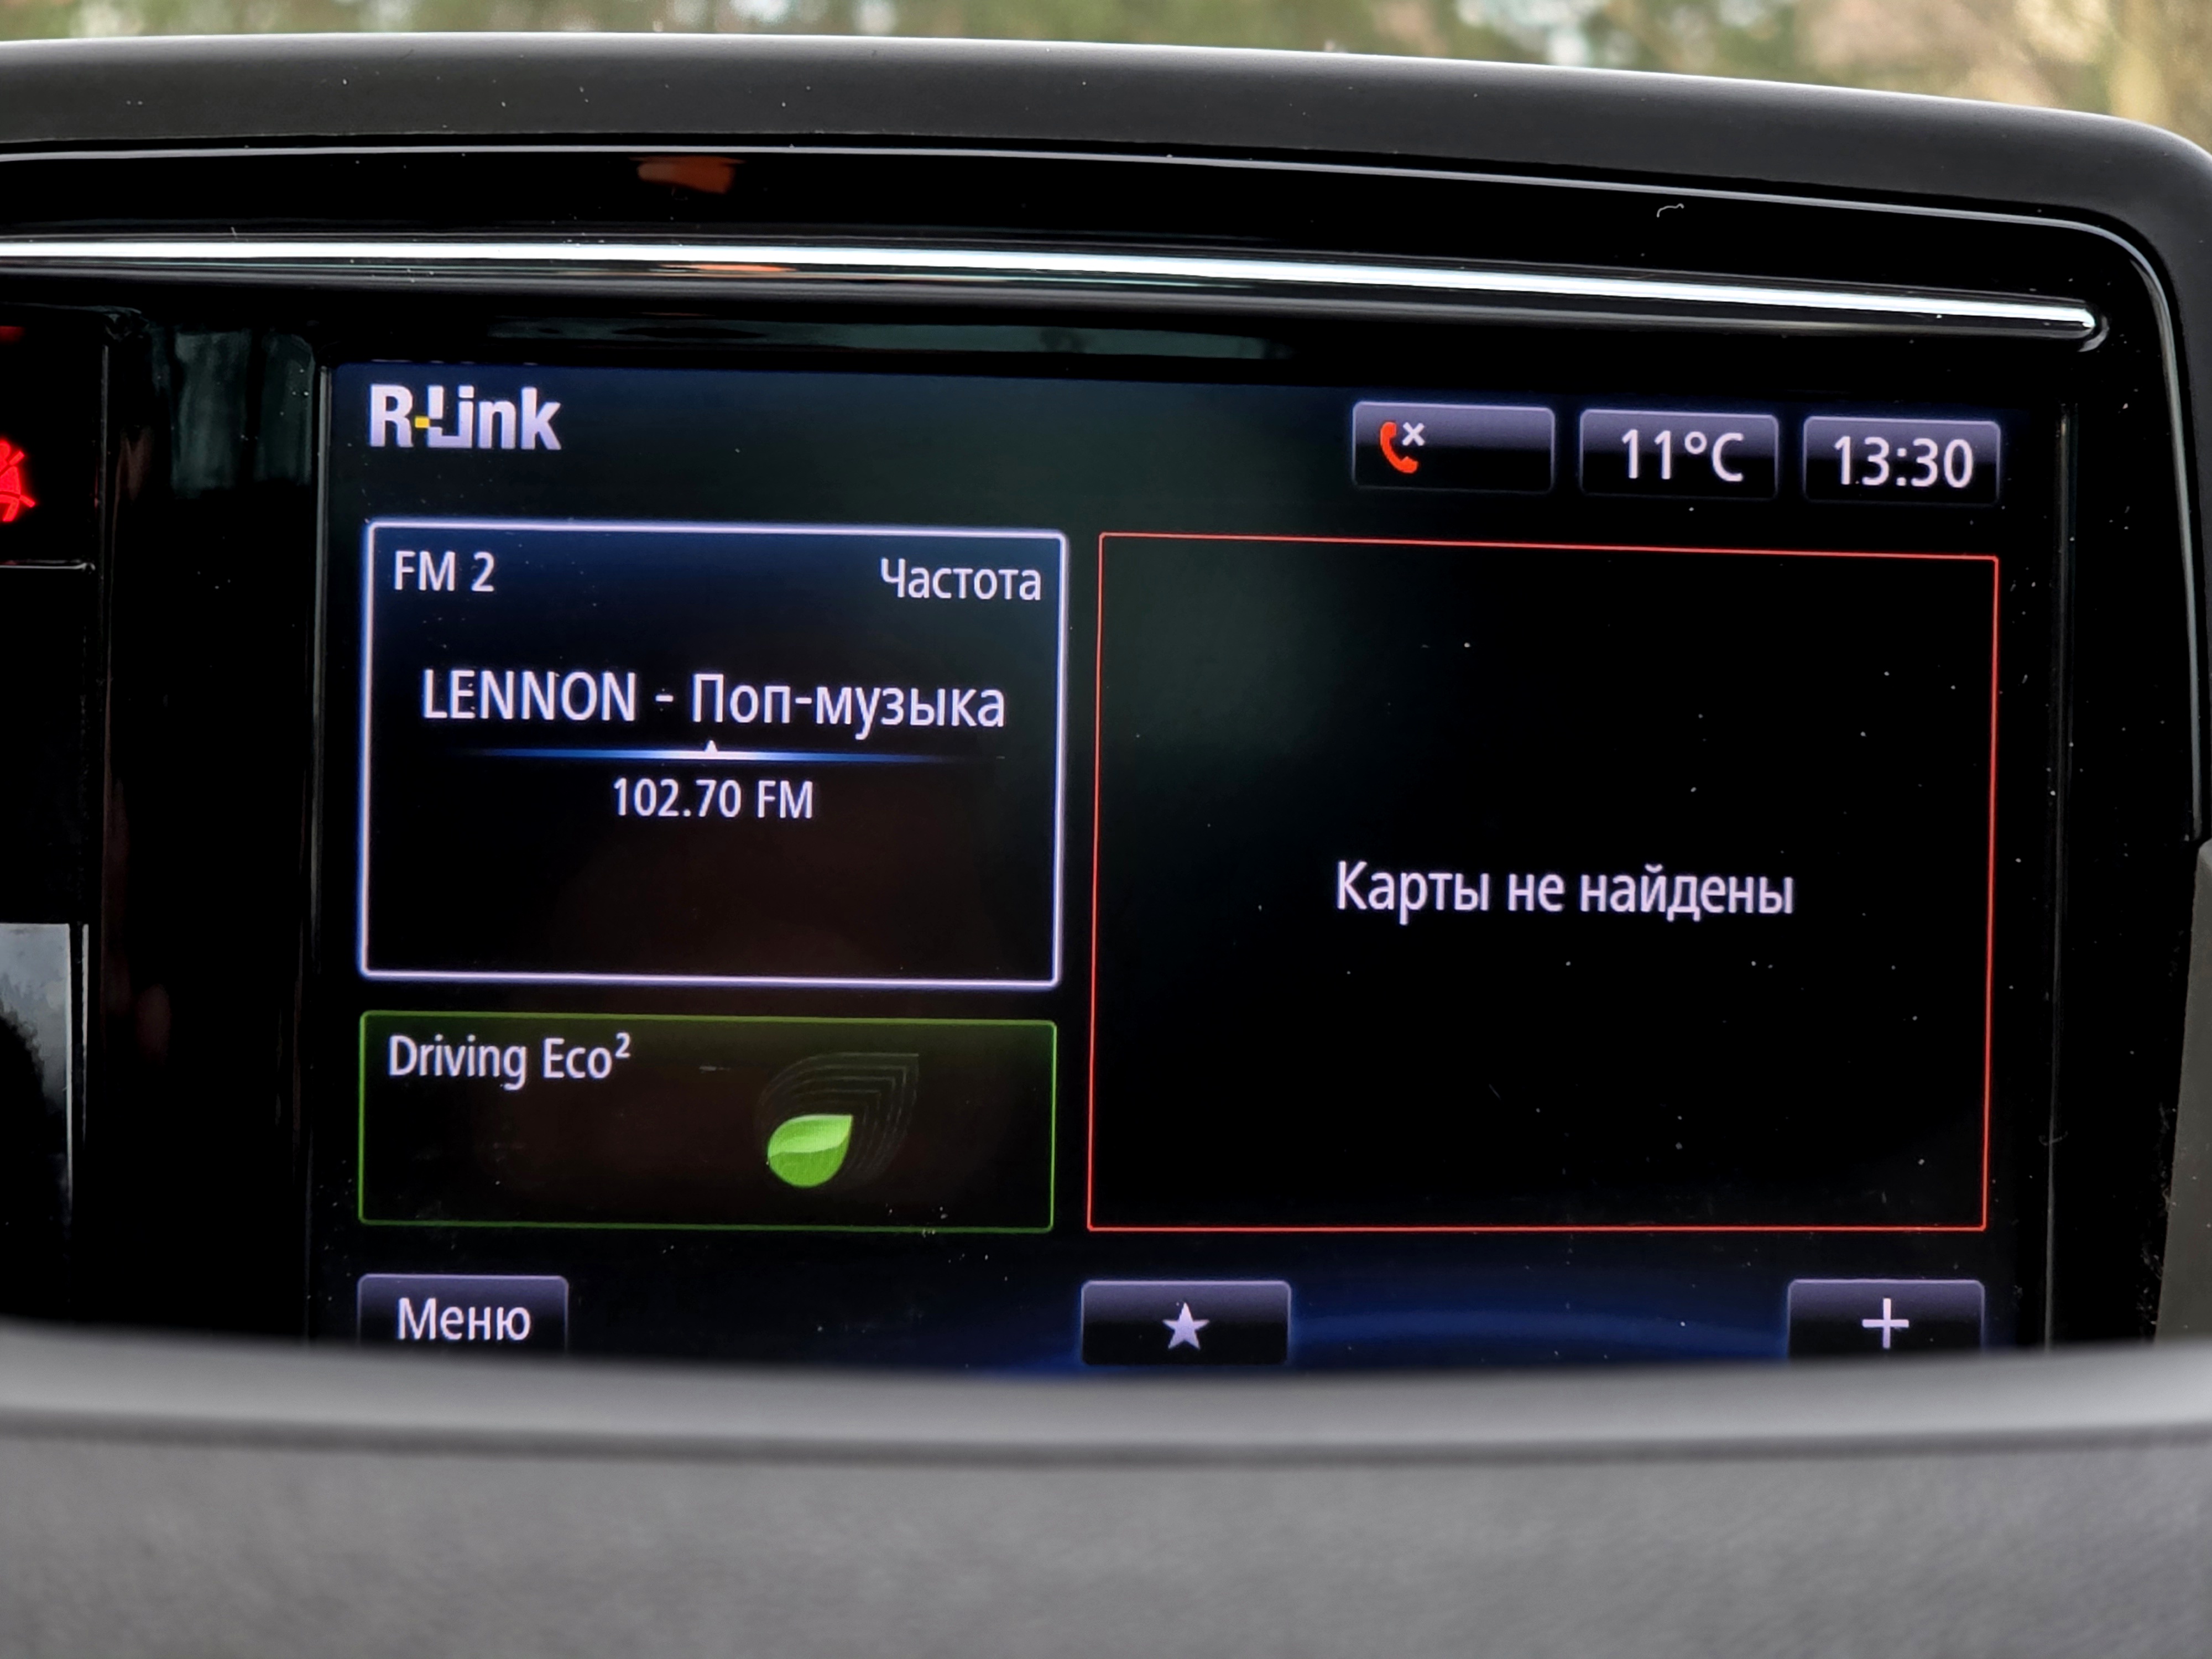 R-Link
11°C
13:30
FM 2
Частота
LENNON - Поп-музыка
102.70 FM
Карты не найдены
Driving Eco²
Меню